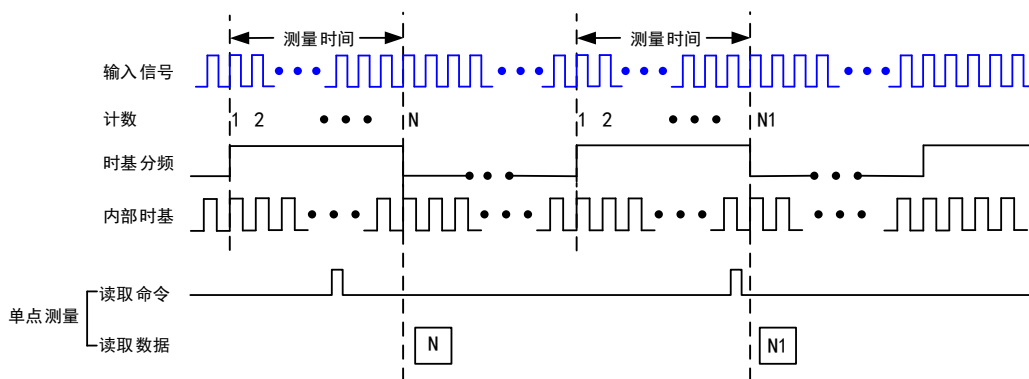 测量时间 测量时间
输入信号
计数 1 2 N 1 2 N1
时基分频
内部时基
读取命令
单点测量
读取数据 N N1